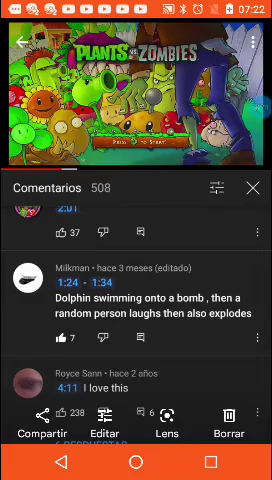 07:22
PLANTS vs. ZOMBIES
PRESS TO START!
Comentarios 508
2:01
37
Milkman • hace 3 meses (editado)
1:24 - 1:34
Dolphin swimming onto a bomb , then a
random person laughs then also explodes
7
Royce Sann • hace 2 años
4:11 I love this
238 6
Compartir Editar Lens Borrar
6 RESPUESTAS